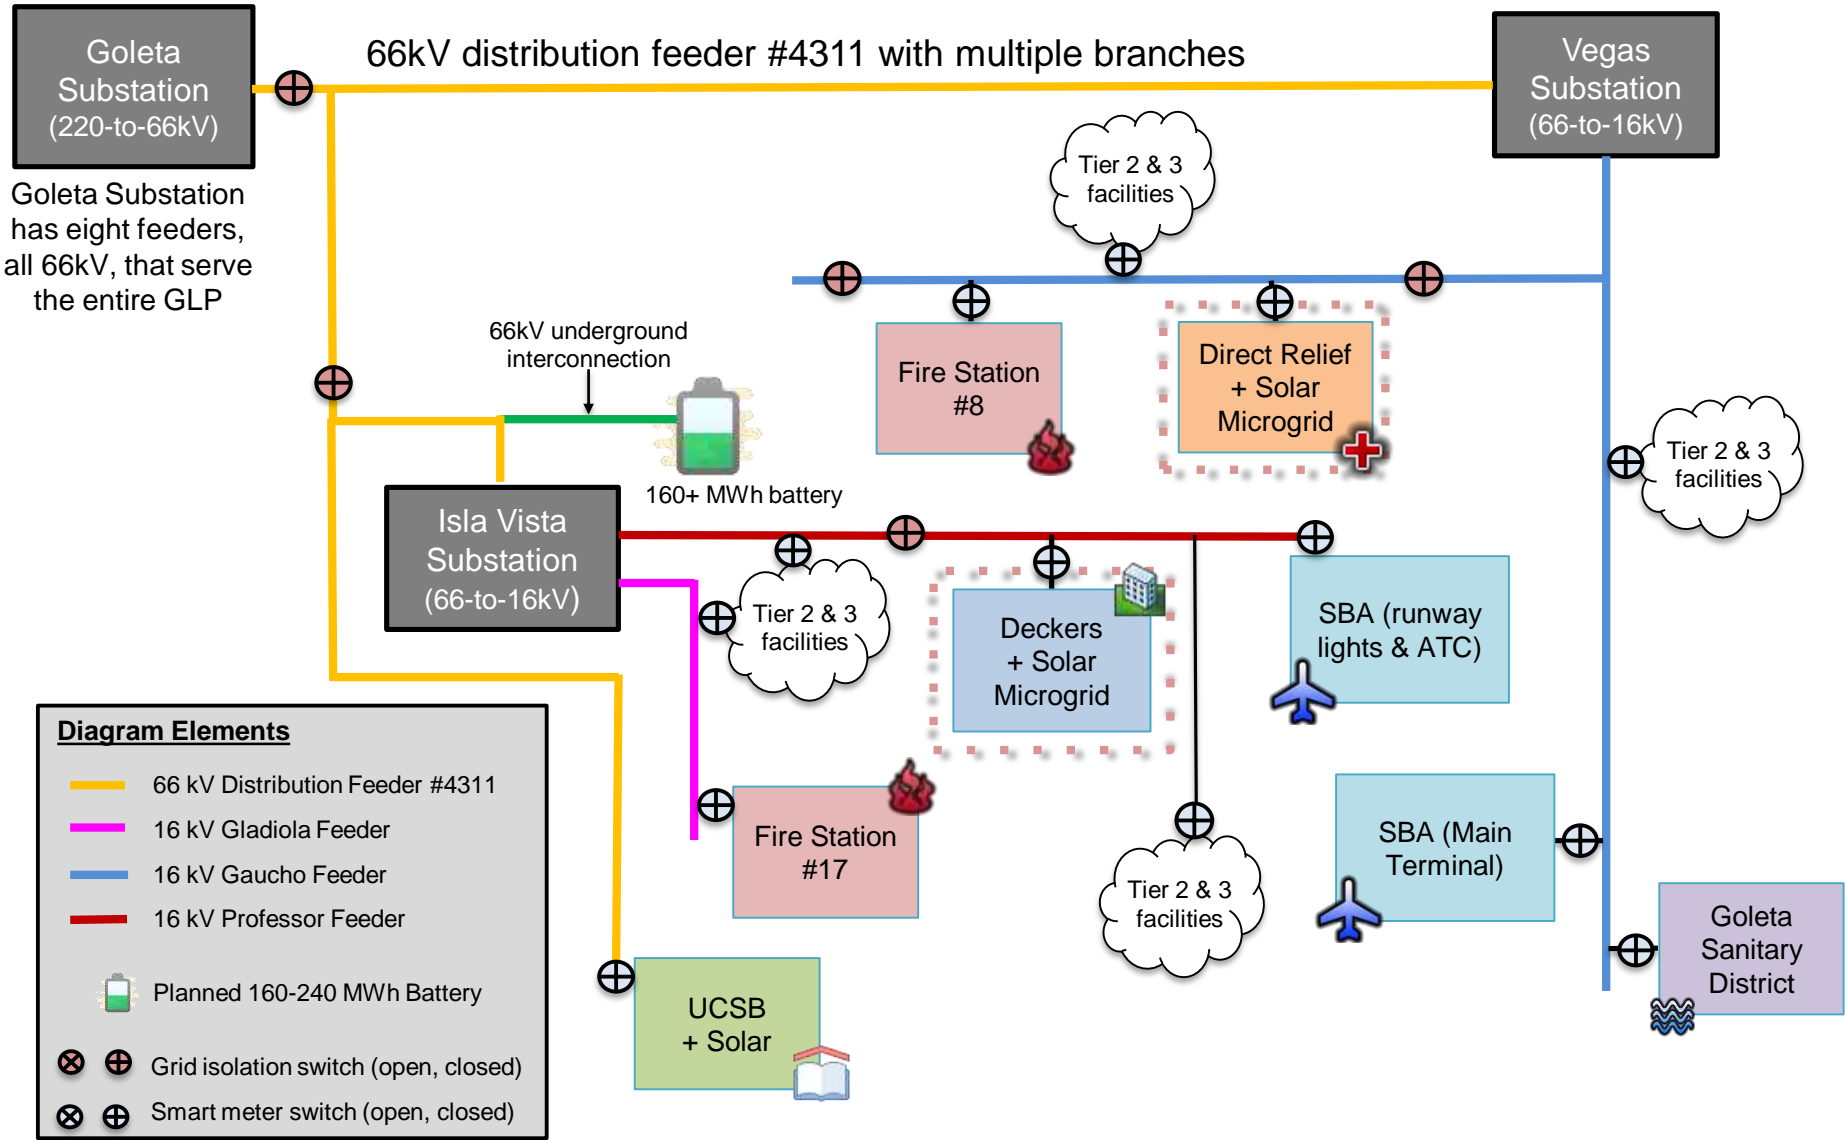 Goleta
Substation
(220-to-66kV)
66kV distribution feeder #4311 with multiple branches
Vegas
Substation
(66-to-16kV)
Goleta Substation
has eight feeders,
all 66kV, that serve
the entire GLP
Tier 2 & 3
facilities
66kV underground
interconnection
160+ MWh battery
Fire Station
#8
Direct Relief
+ Solar
Microgrid
Tier 2 & 3
facilities
Isla Vista
Substation
(66-to-16kV)
Tier 2 & 3
facilities
Deckers
+ Solar
Microgrid
SBA (runway
lights & ATC)
Fire Station
#17
Tier 2 & 3
facilities
SBA (Main
Terminal)
Goleta
Sanitary
District
UCSB
+ Solar
Diagram Elements
66 kV Distribution Feeder #4311
16 kV Gladiola Feeder
16 kV Gaucho Feeder
16 kV Professor Feeder
Planned 160-240 MWh Battery
Grid isolation switch (open, closed)
Smart meter switch (open, closed)